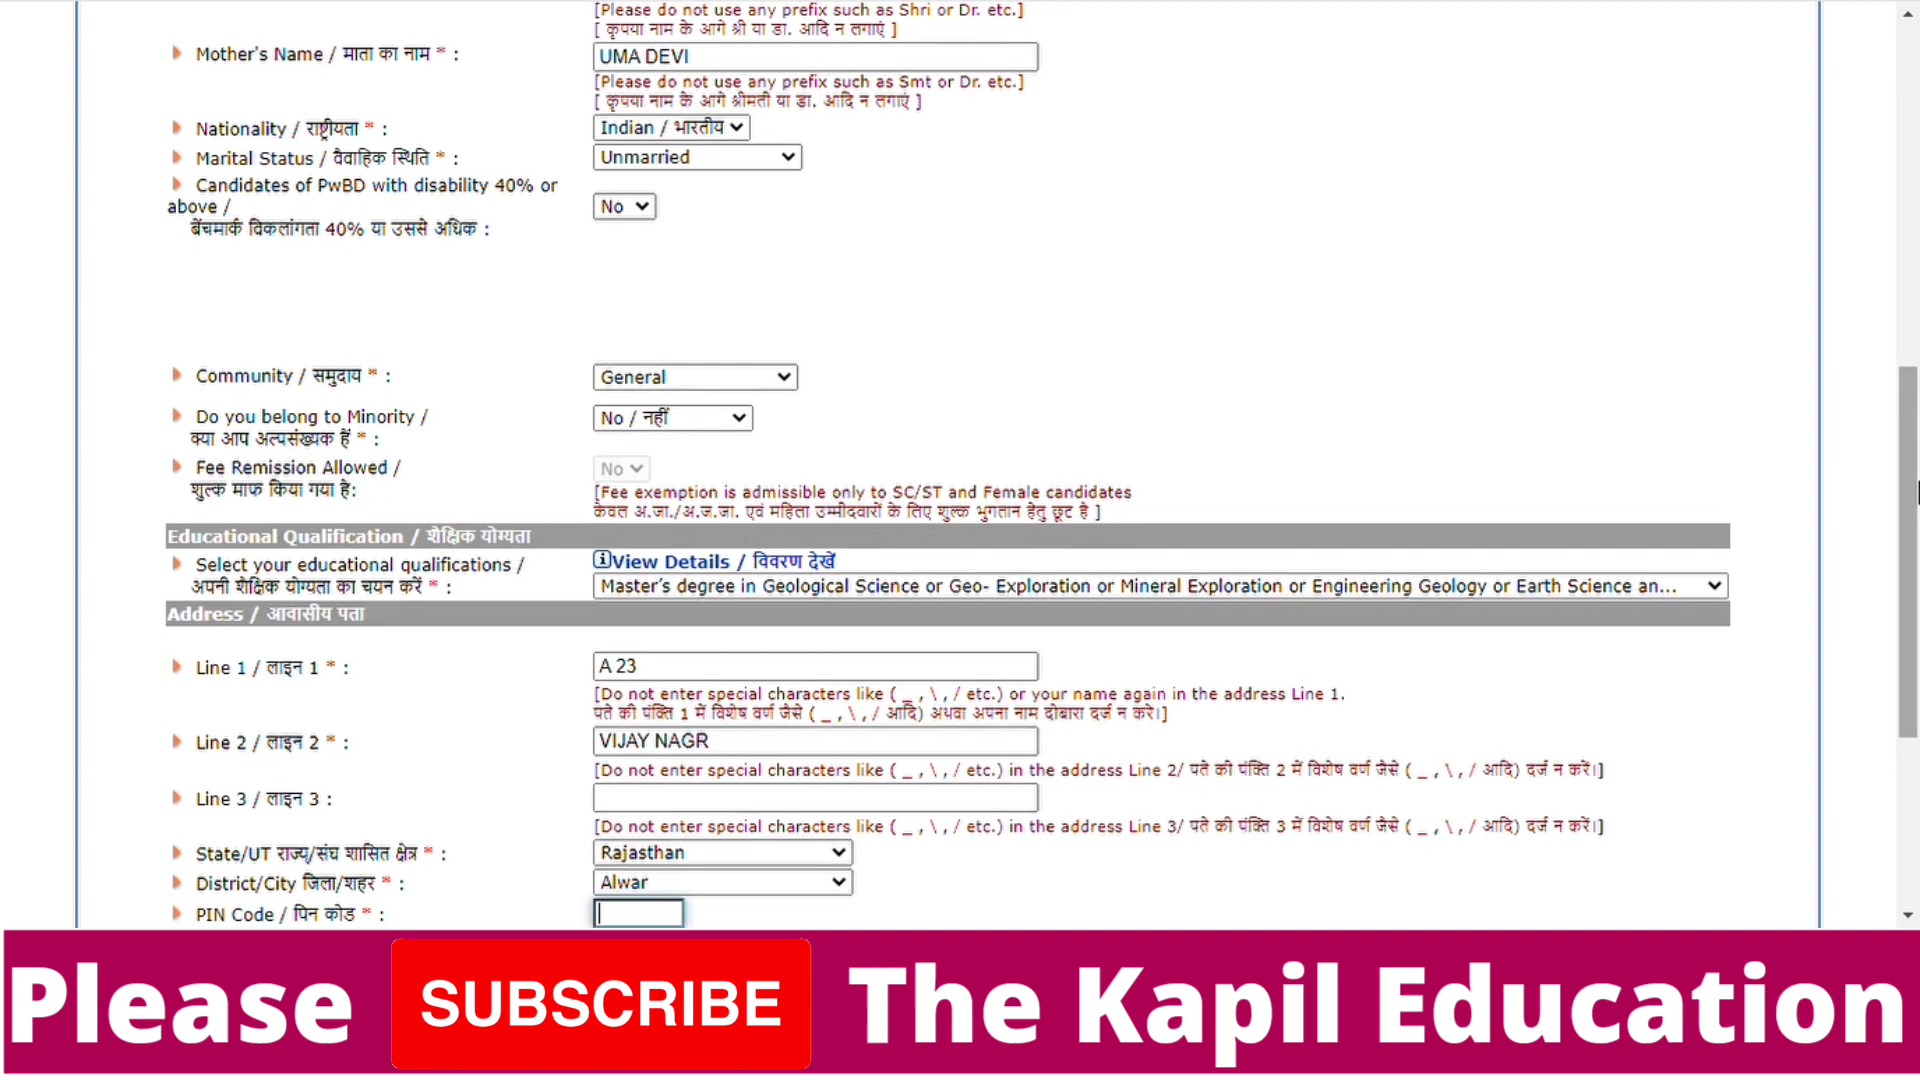 [Please do not use any prefix such as Shri or Dr. etc.]
[ कृपया नाम के आगे श्री या डा. आदि न लगाएं ]
Mother's Name / माता का नाम * :
UMA DEVI
[Please do not use any prefix such as Smt or Dr. etc.]
[ कृपया नाम के आगे श्रीमती या डा. आदि न लगाएं ]
Nationality / राष्ट्रीयता * :
Indian / भारतीय
Marital Status / वैवाहिक स्थिति * :
Unmarried
Candidates of PwBD with disability 40% or
above /
बेंचमार्क विकलांगता 40% या उससे अधिक :
No
Community / समुदाय * :
General
Do you belong to Minority /
क्या आप अल्पसंख्यक हैं * :
No / नहीं
Fee Remission Allowed /
शुल्क माफ किया गया है:
No
[Fee exemption is admissible only to SC/ST and Female candidates
केवल अ.जा./अ.ज.जा. एवं महिला उम्मीदवारों के लिए शुल्क भुगतान हेतु छूट है ]
Educational Qualification / शैक्षिक योग्यता
Select your educational qualifications /
अपनी शैक्षिक योग्यता का चयन करें * :
View Details / विवरण देखें
Master's degree in Geological Science or Geo- Exploration or Mineral Exploration or Engineering Geology or Earth Science an...
Address / आवासीय पता
Line 1 / लाइन 1 * :
A 23
[Do not enter special characters like ( _ , \ , / etc.) or your name again in the address Line 1.
पते की पंक्ति 1 में विशेष वर्ण जैसे ( _ , \ , / आदि) अथवा अपना नाम दोबारा दर्ज न करे।]
Line 2 / लाइन 2 * :
VIJAY NAGR
[Do not enter special characters like ( _ , \ , / etc.) in the address Line 2/ पते की पंक्ति 2 में विशेष वर्ण जैसे ( _ , \ , / आदि) दर्ज न करें।]
Line 3 / लाइन 3 :
[Do not enter special characters like ( _ , \ , / etc.) in the address Line 3/ पते की पंक्ति 3 में विशेष वर्ण जैसे ( _ , \ , / आदि) दर्ज न करें।]
State/UT राज्य/संघ शासित क्षेत्र * :
Rajasthan
District/City जिला/शहर * :
Alwar
PIN Code / पिन कोड * :
Please SUBSCRIBE The Kapil Education